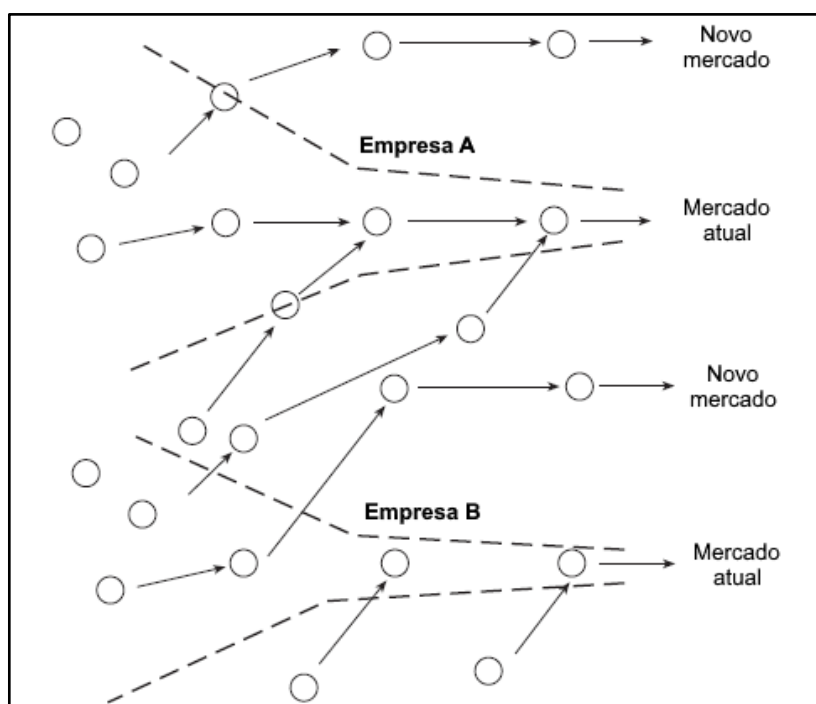 Novo
mercado
Empresa A
Mercado
atual
Novo
mercado
Empresa B
Mercado
atual